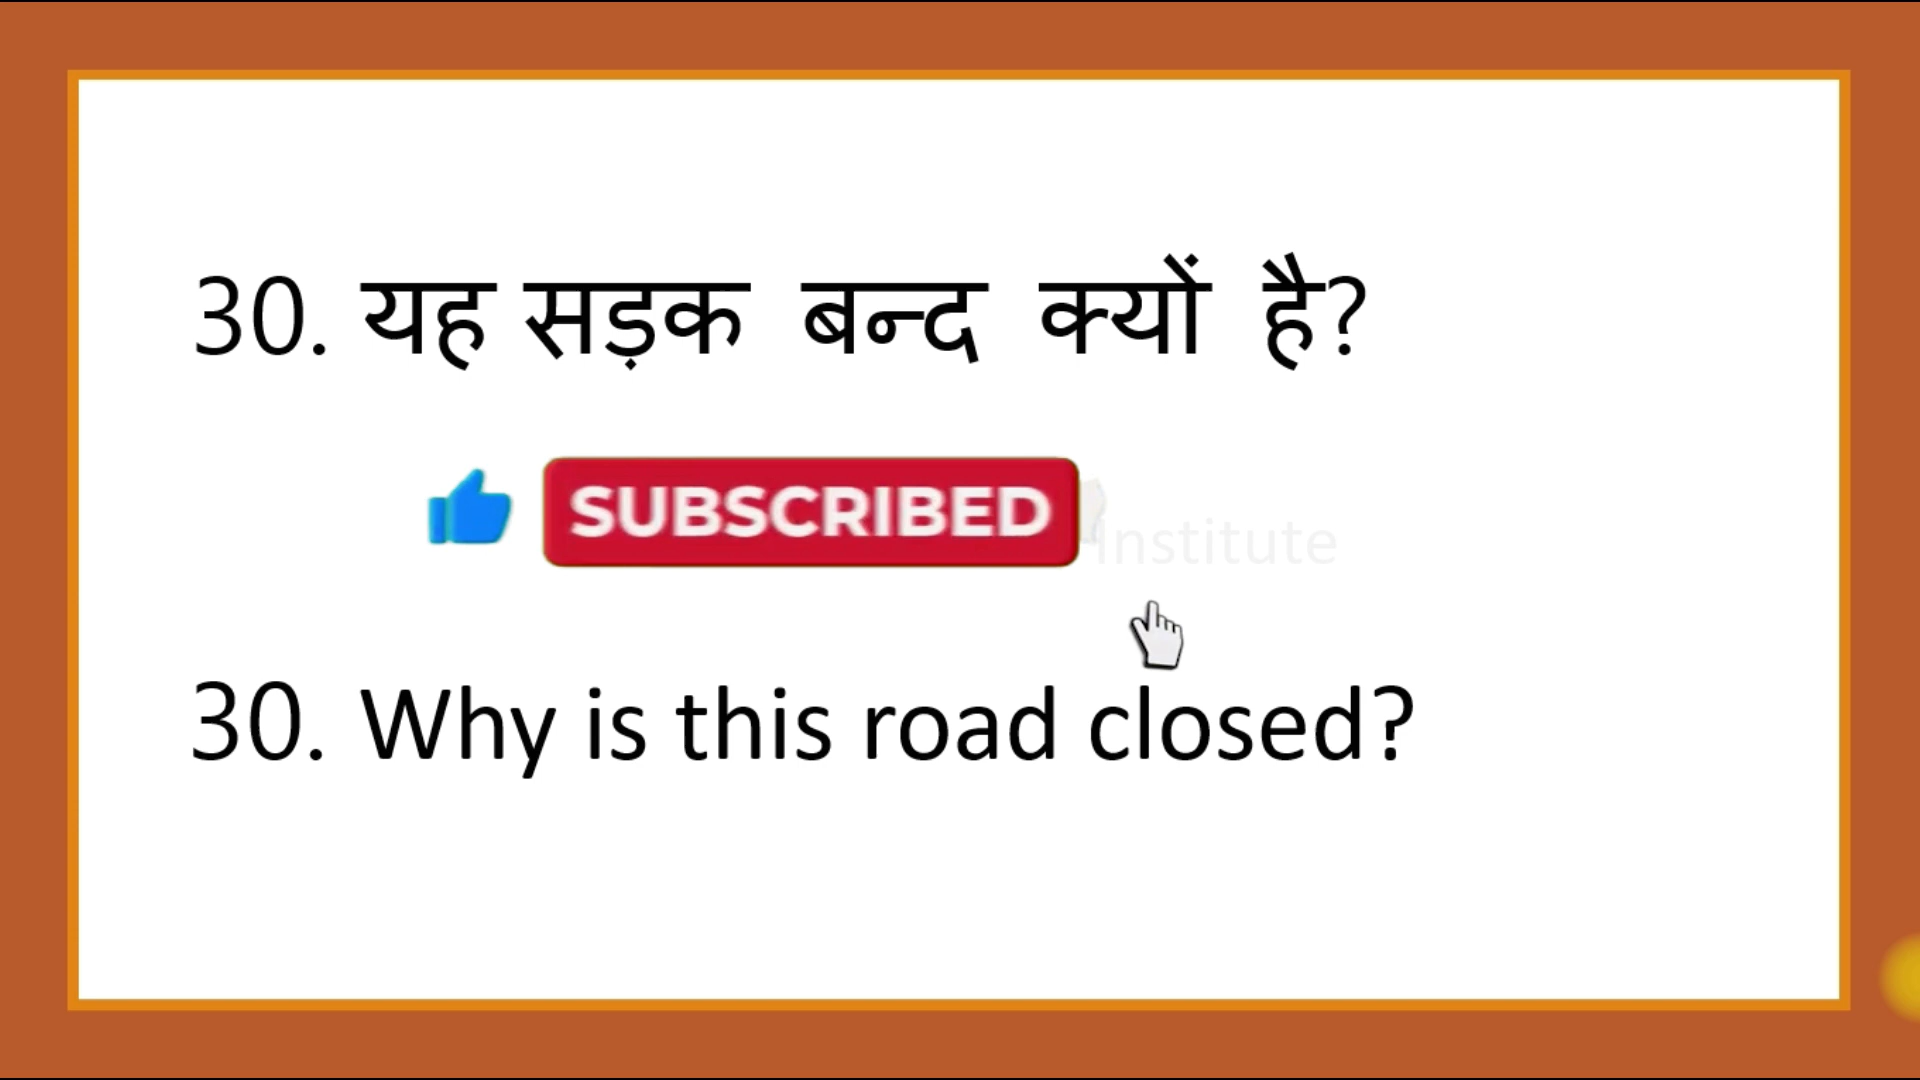 30. यह सड़क बन्द क्यों है?
SUBSCRIBED
Institute
30. Why is this road closed?